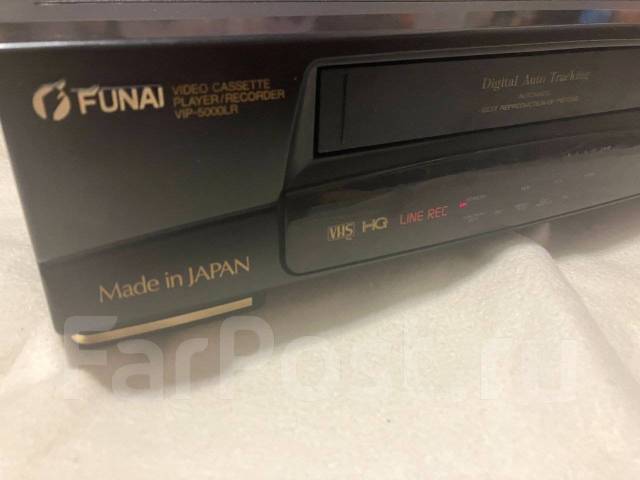 FUNAI
VIDEO CASSETTE
PLAYER/RECORDER
VIP-5000LR
Digital Auto Tracking
VHS HQ LINE REC
Made in JAPAN
FarPost.ru